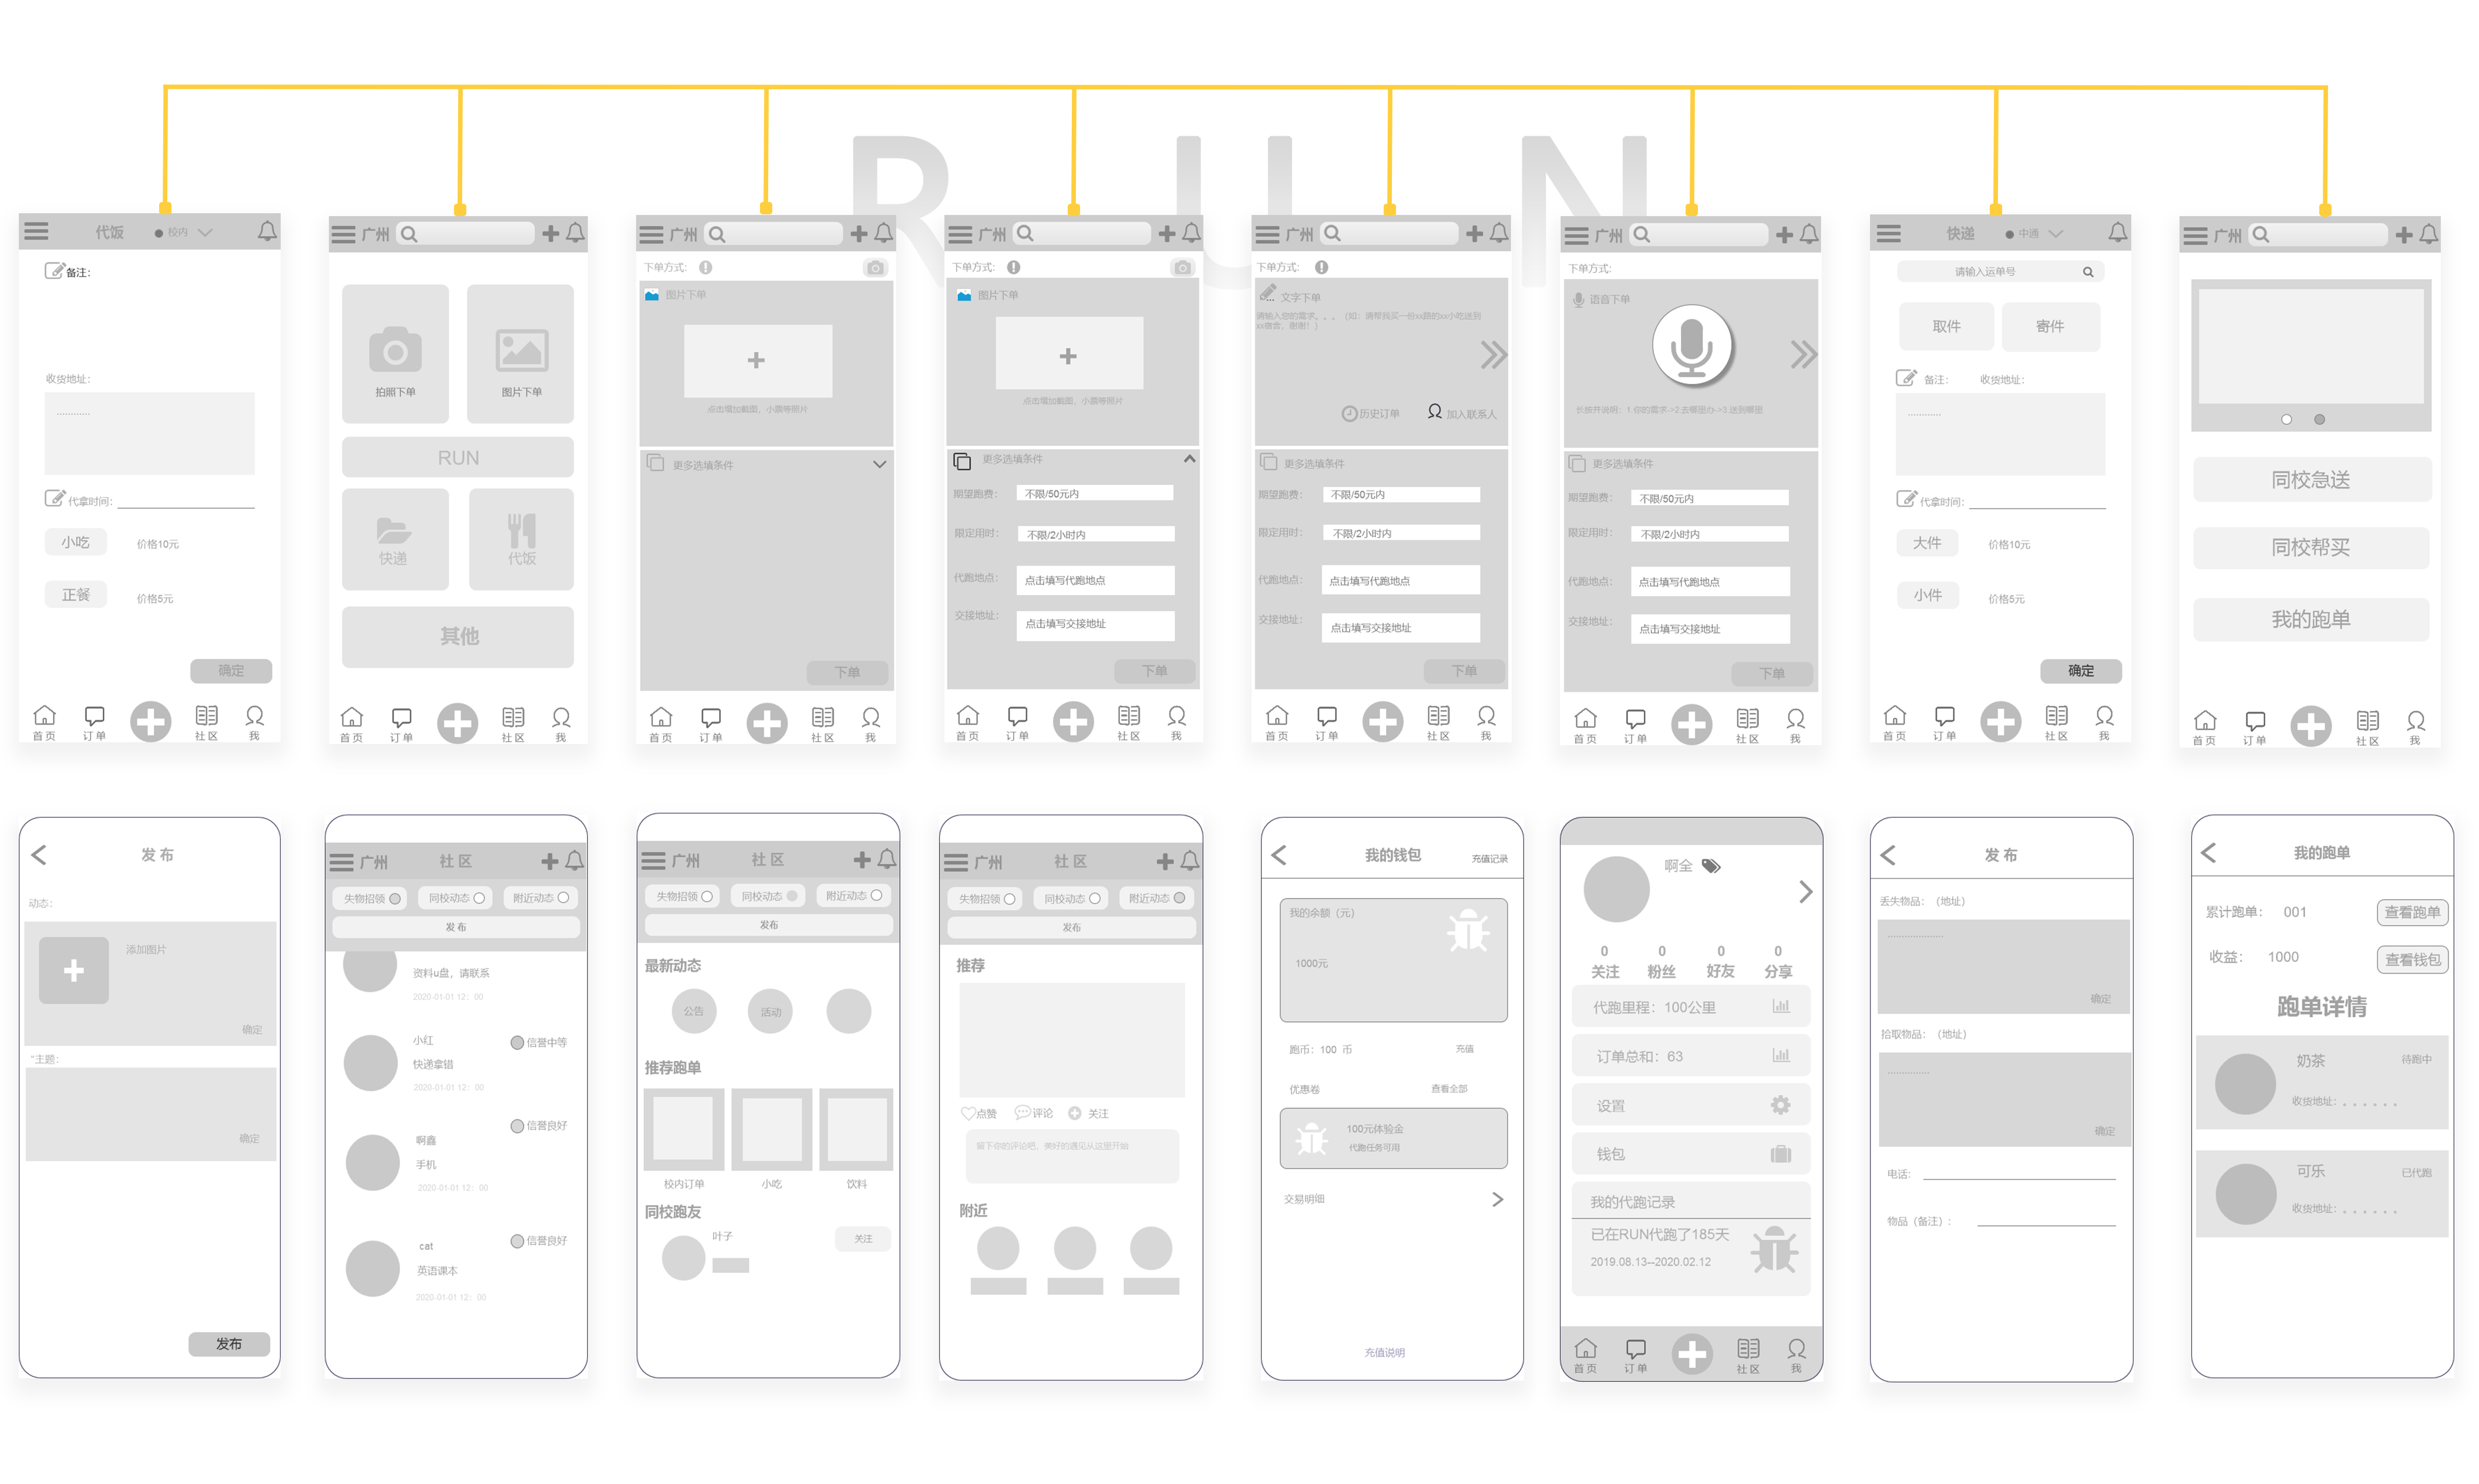 RUN
代饭 校内
备注：
收货地址：
............
代拿时间：
小吃 价格10元
正餐 价格5元
确定
首页 订单 社区 我
广州
拍照下单 图片下单
RUN
快递 代饭
其他
首页 订单 社区 我
广州
下单方式：
图片下单
点击增加截图，小票等照片
更多选填条件
下单
首页 订单 社区 我
广州
下单方式：
图片下单
点击增加截图，小票等照片
更多选填条件
期望跑费： 不限/50元内
限定用时： 不限/2小时内
代跑地点： 点击填写代跑地点
交接地址： 点击填写交接地址
下单
首页 订单 社区 我
广州
下单方式：
文字下单
请输入您的需求。。。（如：请帮我买一份xx路的xx小吃送到
xx宿舍，谢谢！）
历史订单 加入联系人
更多选填条件
期望跑费： 不限/50元内
限定用时： 不限/2小时内
代跑地点： 点击填写代跑地点
交接地址： 点击填写交接地址
下单
首页 订单 社区 我
广州
下单方式：
语音下单
长按并说明：1.你的需求->2.去哪里办->3.送到哪里
更多选填条件
期望跑费： 不限/50元内
限定用时： 不限/2小时内
代跑地点： 点击填写代跑地点
交接地址： 点击填写交接地址
下单
首页 订单 社区 我
快递 中通
请输入运单号
取件 寄件
备注： 收货地址：
............
代拿时间：
大件 价格10元
小件 价格5元
确定
首页 订单 社区 我
广州
同校急送
同校帮买
我的跑单
首页 订单 社区 我
发布
动态：
添加图片
确定
"主题：
确定
发布
广州 社区
失物招领 同校动态 附近动态
发布
资料u盘，请联系
2020-01-01 12：00
小红 信誉中等
快递拿错
2020-01-01 12：00
信誉良好
啊鑫
手机
2020-01-01 12：00
cat 信誉良好
英语课本
2020-01-01 12：00
广州 社区
失物招领 同校动态 附近动态
发布
最新动态
公告 活动
推荐跑单
校内订单 小吃 饮料
同校跑友
叶子 关注
广州 社区
失物招领 同校动态 附近动态
发布
推荐
点赞 评论 关注
留下你的评论吧，美好的遇见从这里开始
附近
我的钱包 充值记录
我的余额（元）
1000元
跑币：100 币 充值
优惠卷 查看全部
100元体验金
代跑任务可用
交易明细
充值说明
啊全
0 0 0 0
关注 粉丝 好友 分享
代跑里程：100公里
订单总和：63
设置
钱包
我的代跑记录
已在RUN代跑了185天
2019.08.13--2020.02.12
首页 订单 社区 我
发布
丢失物品：（地址）
....................
确定
拾取物品：（地址）
...............
确定
电话：
物品（备注）：
我的跑单
累计跑单： 001 查看跑单
收益： 1000 查看钱包
跑单详情
奶茶 待跑中
收货地址：......
可乐 已代跑
收货地址：......